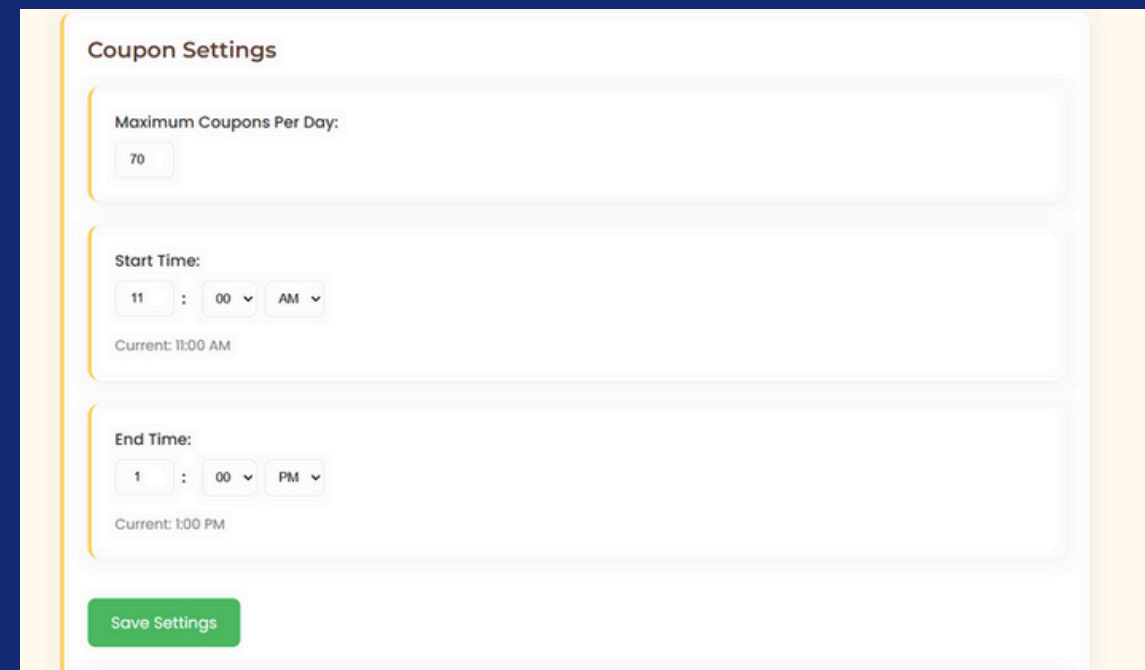 Coupon Settings
Maximum Coupons Per Day:
70
Start Time:
11 : 00 AM
Current: 11:00 AM
End Time:
1 : 00 PM
Current: 1:00 PM
Save Settings